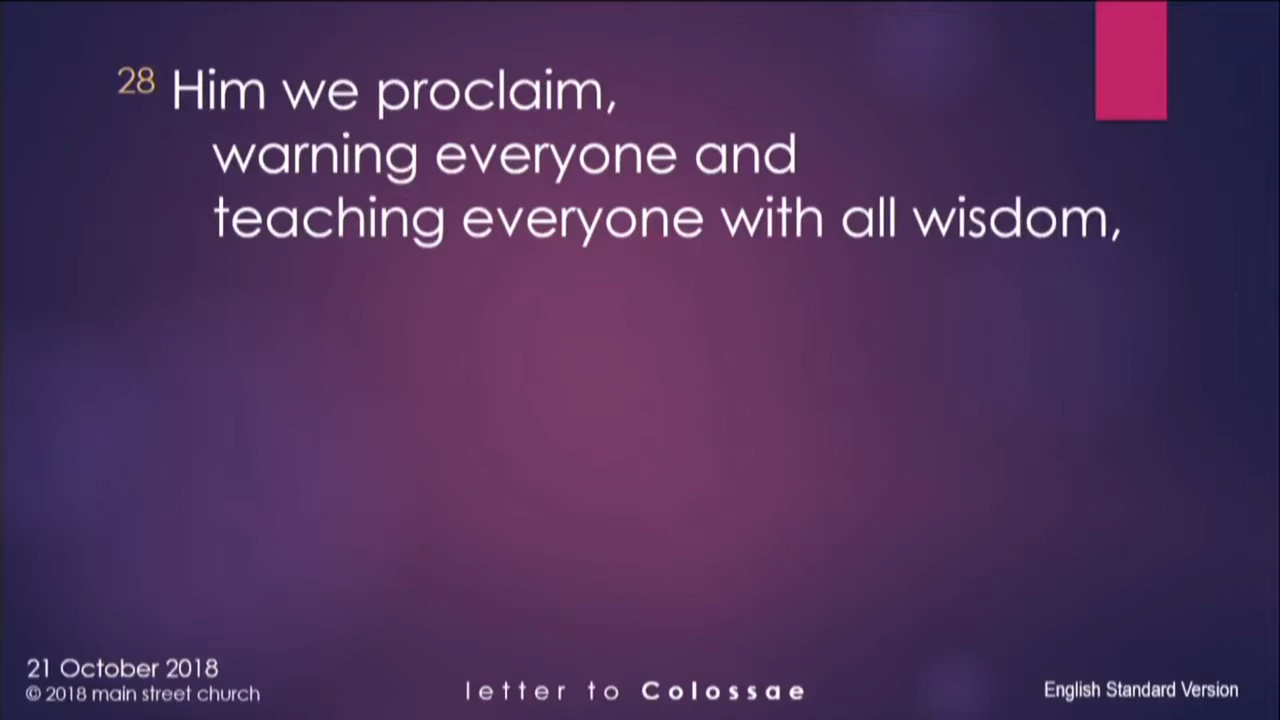 28 Him we proclaim,
warning everyone and
teaching everyone with all wisdom,
21 October 2018
© 2018 main street church
letter to Colossae
English Standard Version